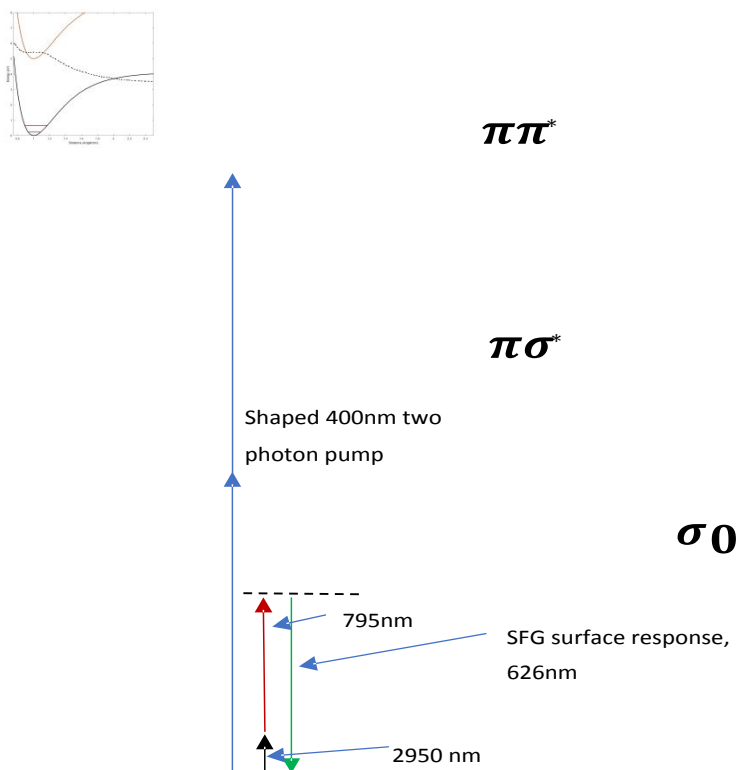 ππ*
πσ*
Shaped 400nm two
photon pump
σ0
795nm
SFG surface response,
626nm
2950 nm